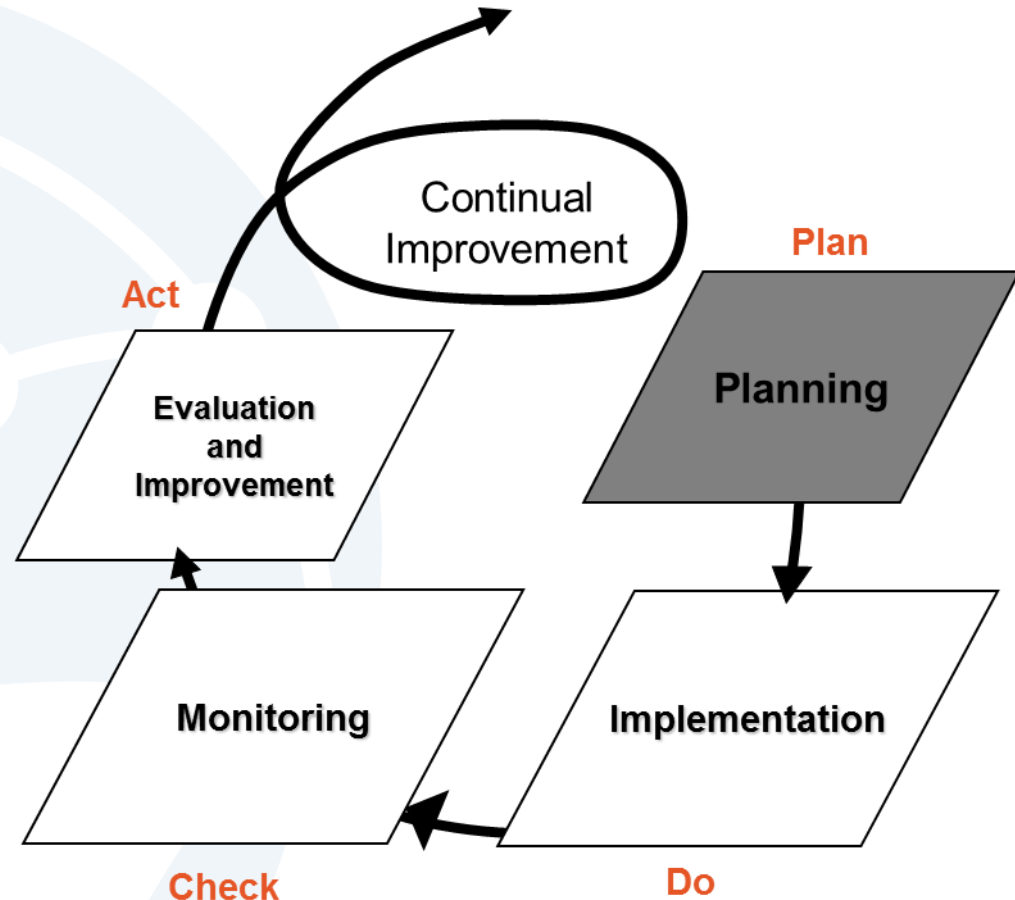 Continual
Improvement
Plan
Act
Planning
Evaluation
and
Improvement
Monitoring
Implementation
Check
Do